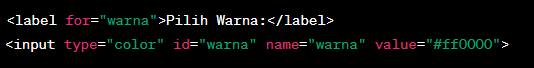 <label for="warna">Pilih Warna:</label>
<input type="color" id="warna" name="warna" value="#ff0000">